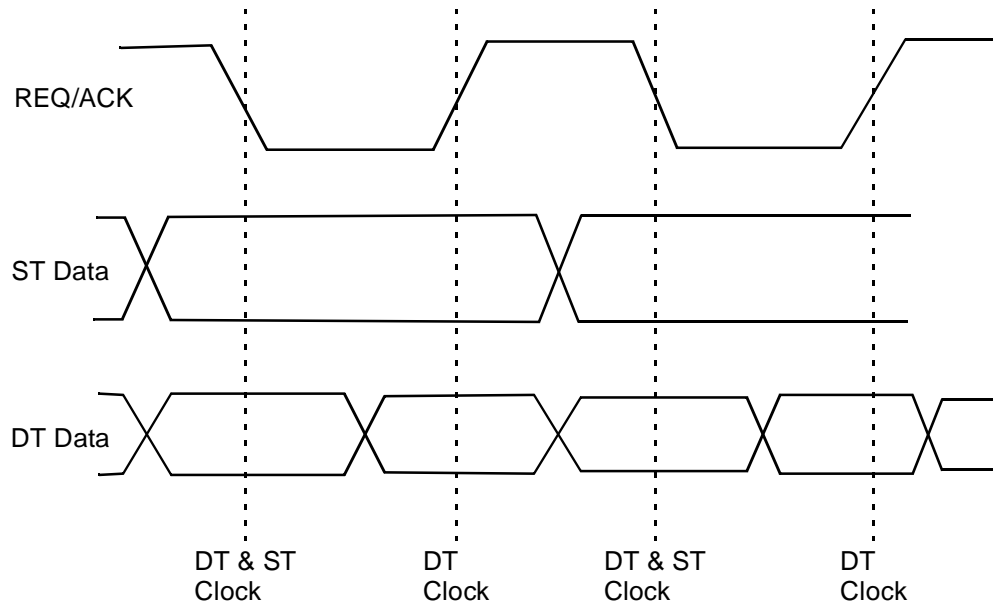 REQ/ACK
ST Data
DT Data
DT & ST
Clock
DT
Clock
DT & ST
Clock
DT
Clock